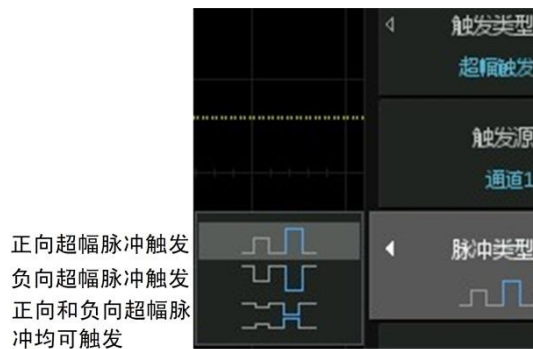 触发类型
超幅触发
触发源
通道1
正向超幅脉冲触发
负向超幅脉冲触发
正向和负向超幅脉
冲均可触发
脉冲类型